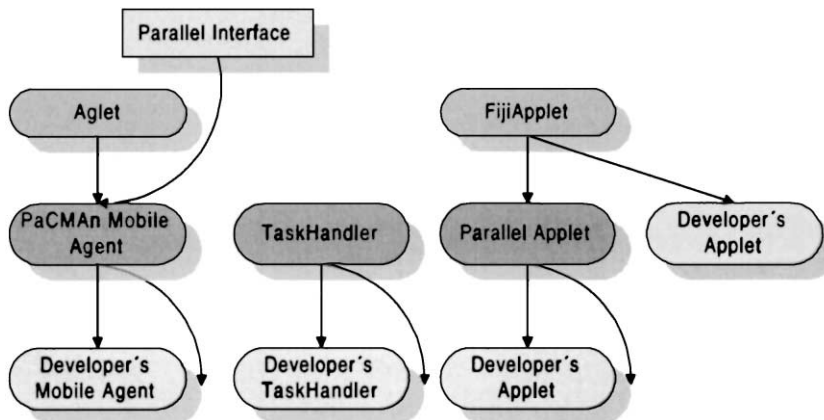 Parallel Interface
Aglet
FijiApplet
PaCMAn Mobile
Agent
TaskHandler
Parallel Applet
Developer´s
Applet
Developer´s
Mobile Agent
Developer´s
TaskHandler
Developer´s
Applet